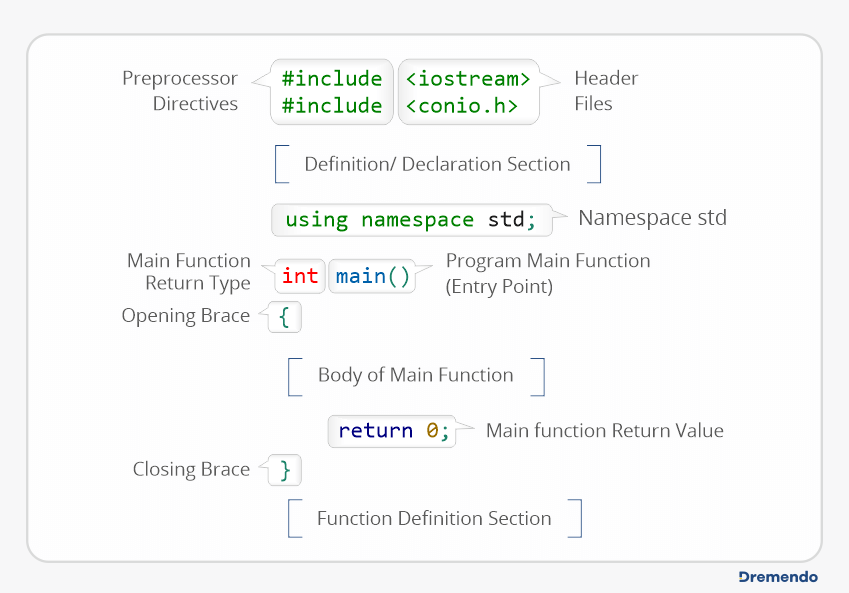 Preprocessor Directives
#include <iostream>
#include <conio.h>
Header Files
Definition/ Declaration Section
using namespace std;
Namespace std
Main Function Return Type
int main()
Program Main Function (Entry Point)
Opening Brace
{
Body of Main Function
return 0;
Main function Return Value
Closing Brace
}
Function Definition Section
Dremendo